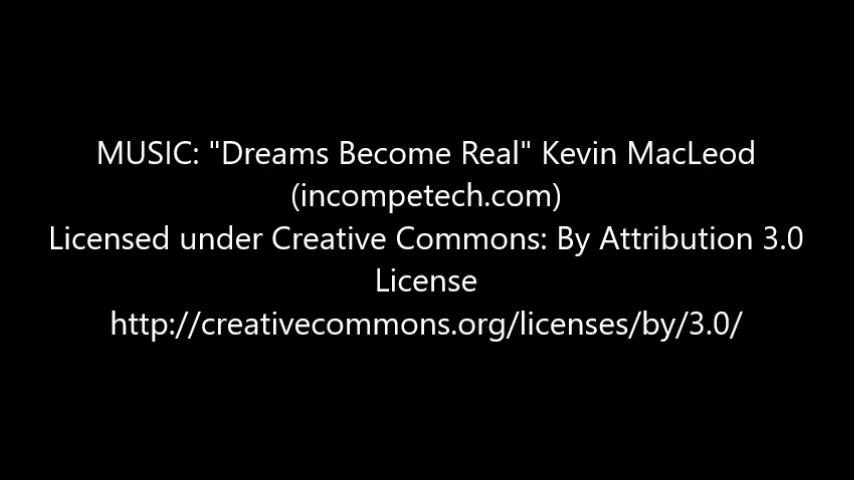 MUSIC: "Dreams Become Real" Kevin MacLeod
(incompetech.com)
Licensed under Creative Commons: By Attribution 3.0
License
http://creativecommons.org/licenses/by/3.0/